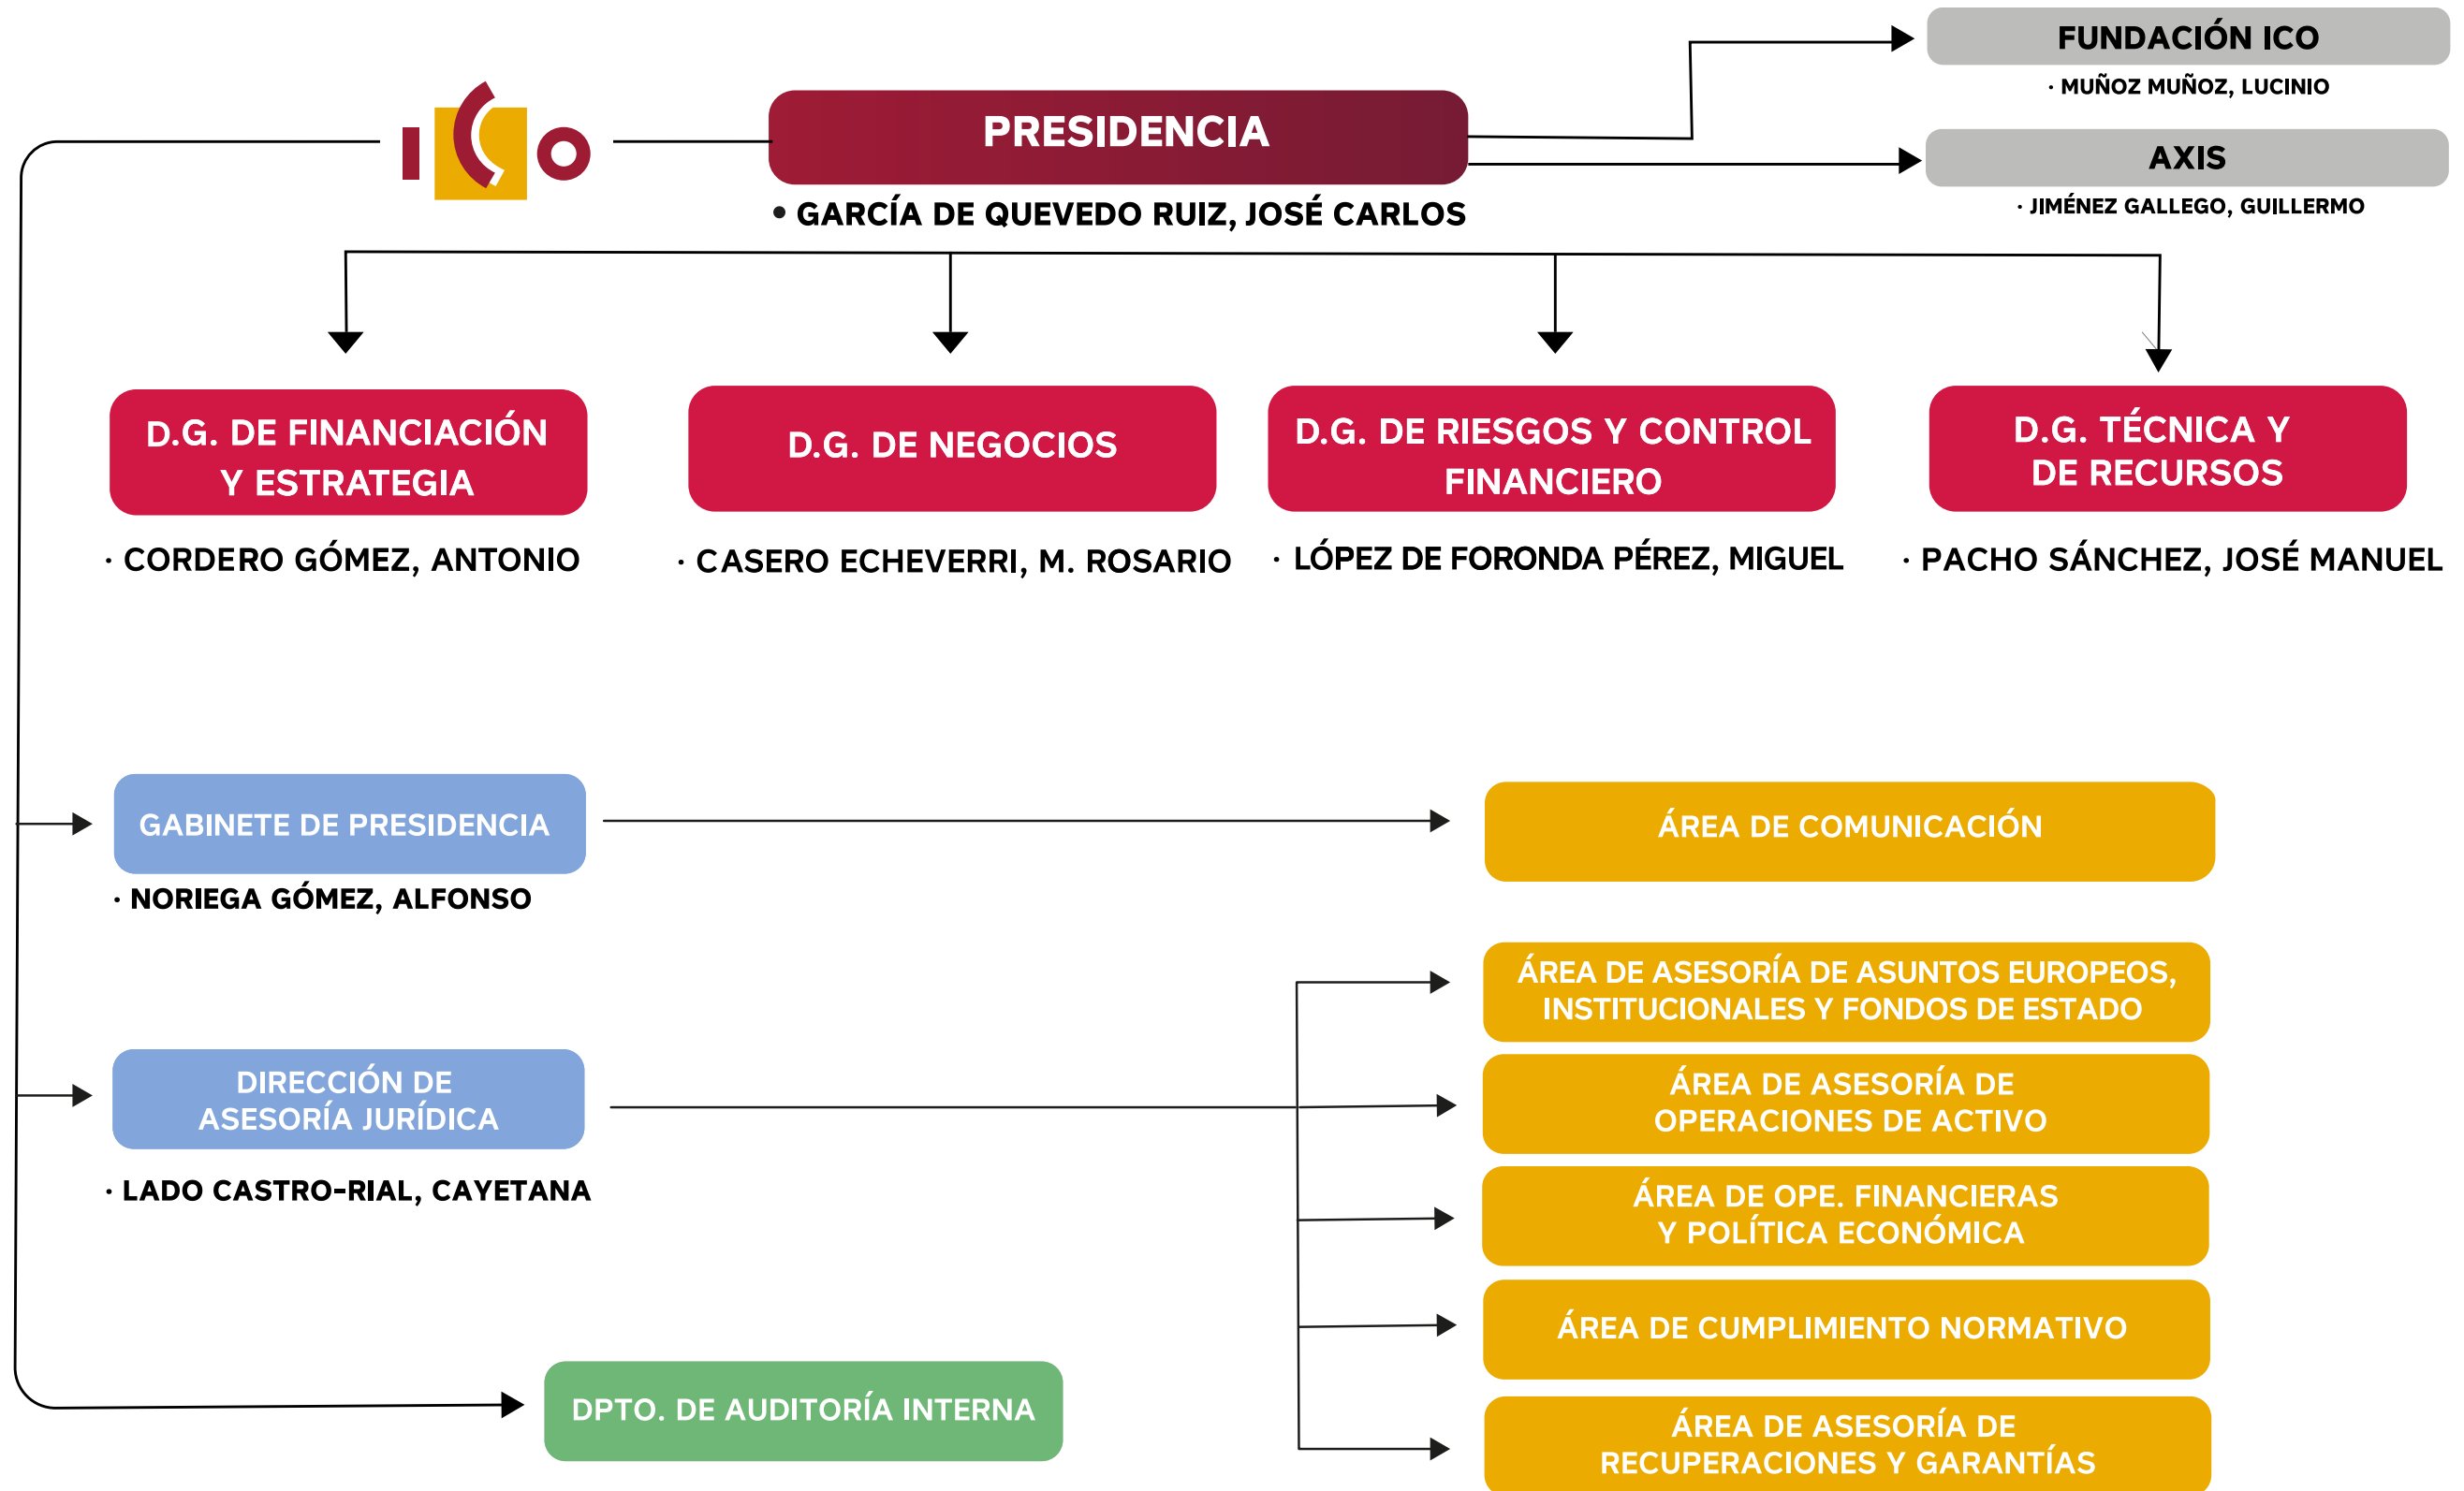 ICO
PRESIDENCIA
• GARCÍA DE QUEVEDO RUIZ, JOSÉ CARLOS
FUNDACIÓN ICO
· MUÑOZ MUÑOZ, LUCINIO
AXIS
· JIMÉNEZ GALLEGO, GUILLERMO
D.G. DE FINANCIACIÓN
Y ESTRATEGIA
· CORDERO GÓMEZ, ANTONIO
D.G. DE NEGOCIOS
· CASERO ECHEVERRI, M. ROSARIO
D.G. DE RIESGOS Y CONTROL
FINANCIERO
· LÓPEZ DE FORONDA PÉREZ, MIGUEL
D.G. TÉCNICA Y
DE RECURSOS
· PACHO SÁNCHEZ, JOSÉ MANUEL
GABINETE DE PRESIDENCIA
· NORIEGA GÓMEZ, ALFONSO
ÁREA DE COMUNICACIÓN
DIRECCIÓN DE
ASESORÍA JURÍDICA
· LADO CASTRO-RIAL, CAYETANA
ÁREA DE ASESORÍA DE ASUNTOS EUROPEOS,
INSTITUCIONALES Y FONDOS DE ESTADO
ÁREA DE ASESORÍA DE
OPERACIONES DE ACTIVO
ÁREA DE OPE. FINANCIERAS
Y POLÍTICA ECONÓMICA
ÁREA DE CUMPLIMIENTO NORMATIVO
ÁREA DE ASESORÍA DE
RECUPERACIONES Y GARANTÍAS
DPTO. DE AUDITORÍA INTERNA